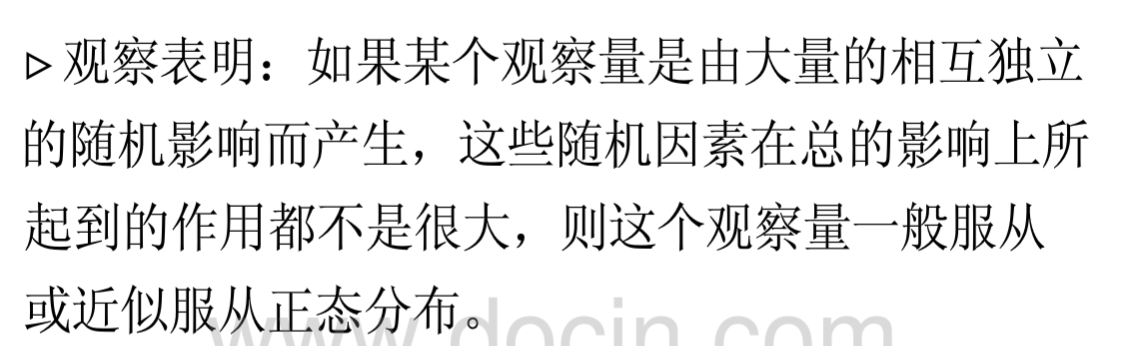 ▷ 观察表明：如果某个观察量是由大量的相互独立
的随机影响而产生，这些随机因素在总的影响上所
起到的作用都不是很大，则这个观察量一般服从
或近似服从正态分布。
www.docin.com